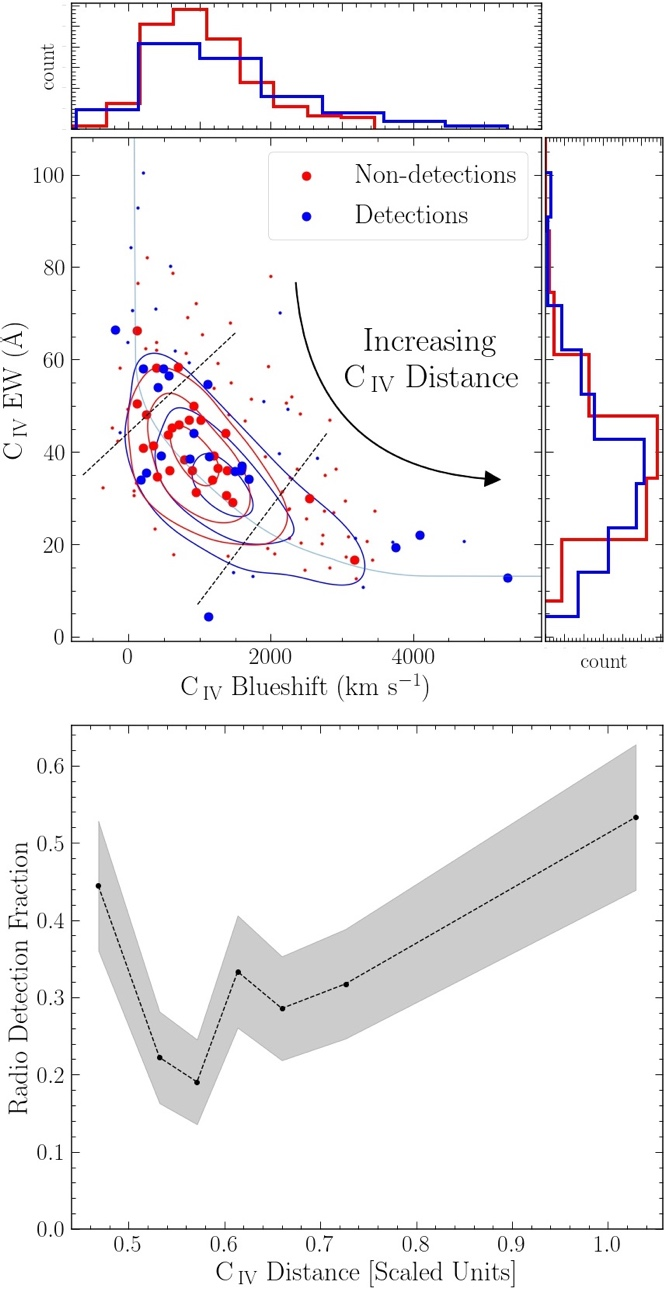 count
100
80
60
40
20
0
C IV EW (Å)
Non-detections
Detections
Increasing
C IV Distance
0
2000
4000
C IV Blueshift (km s⁻¹)
count
0.6
0.5
0.4
0.3
0.2
0.1
0.0
Radio Detection Fraction
0.5
0.6
0.7
0.8
0.9
1.0
C IV Distance [Scaled Units]